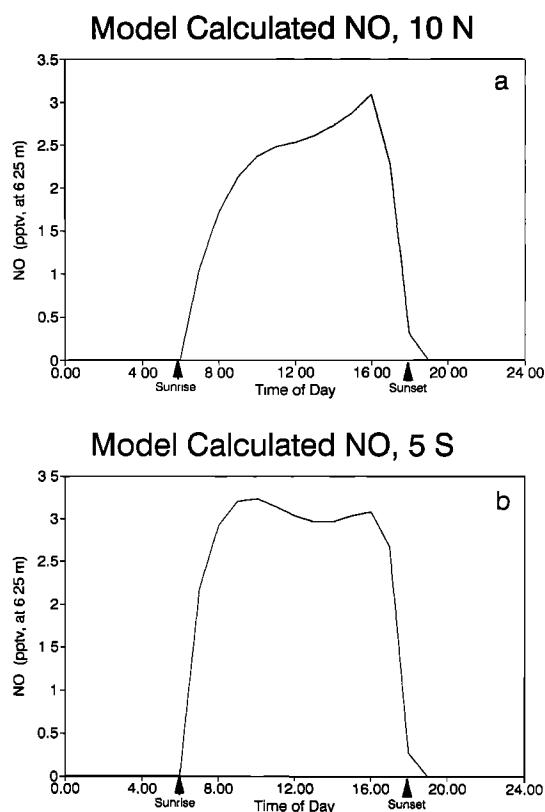 Model Calculated NO, 10 N
a
NO (pptv, at 6 25 m)
3.5
3
2.5
2
1 5
1
0.5
0
0.00 4 00 8 00 12 00 16 00 20 00 24 00
Sunrise Time of Day Sunset
Model Calculated NO, 5 S
b
NO (pptv, at 6 25 m)
3 5
3
2.5
2
1 5
1
0.5
0
0.00 4.00 8 00 12 00 16.00 20 00 24 00
Sunrise Time of Day Sunset